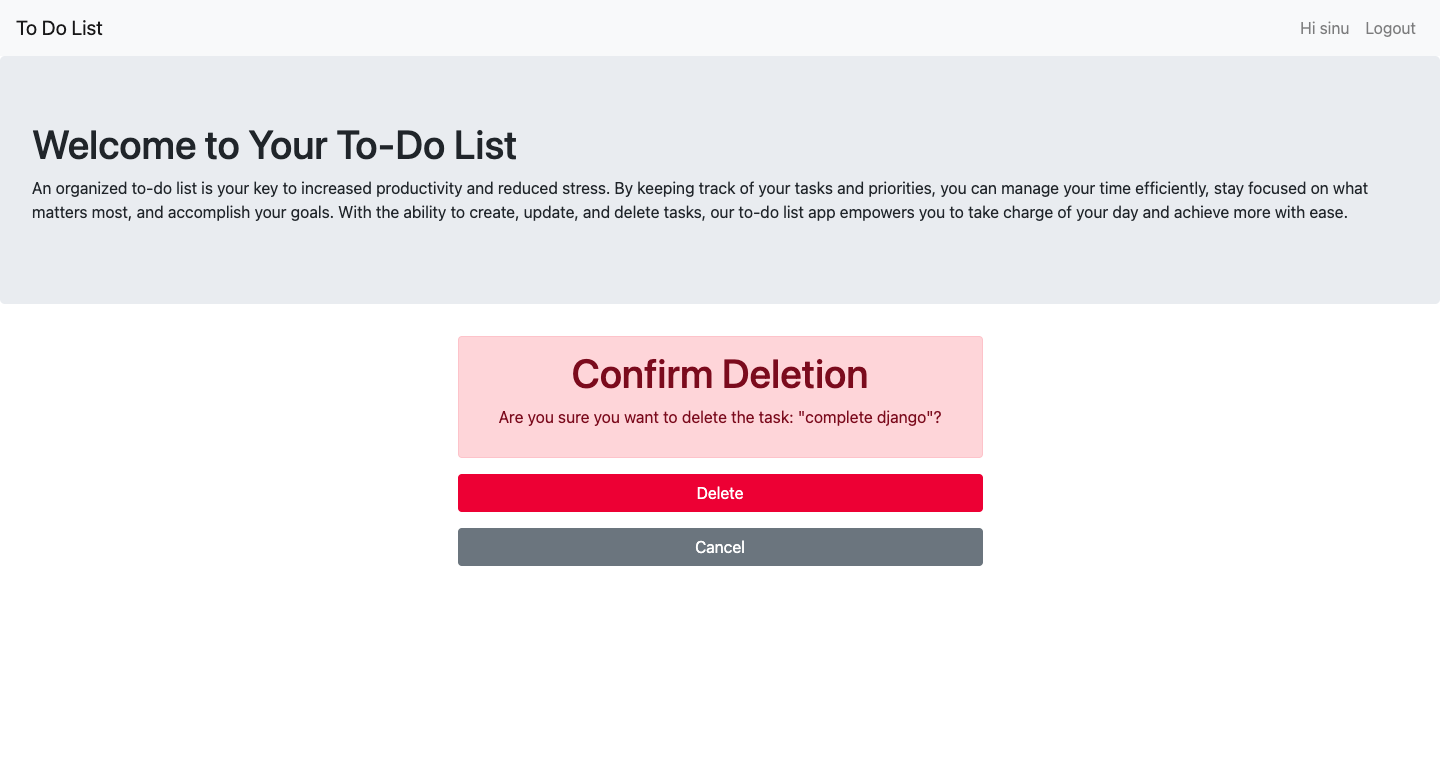 To Do List
Hi sinu
Logout
Welcome to Your To-Do List
An organized to-do list is your key to increased productivity and reduced stress. By keeping track of your tasks and priorities, you can manage your time efficiently, stay focused on what
matters most, and accomplish your goals. With the ability to create, update, and delete tasks, our to-do list app empowers you to take charge of your day and achieve more with ease.
Confirm Deletion
Are you sure you want to delete the task: "complete django"?
Delete
Cancel